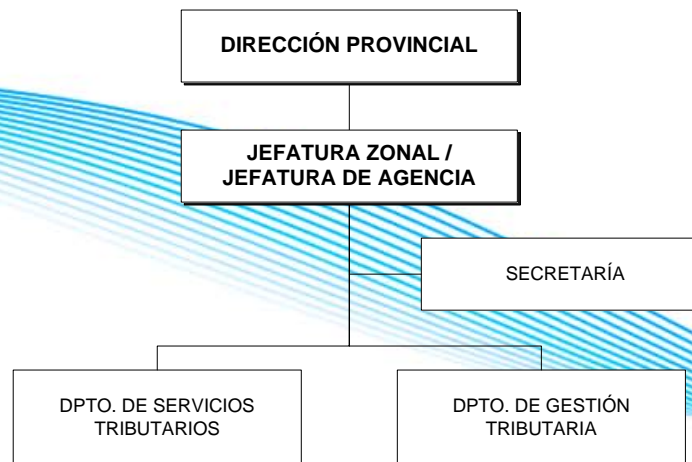 DIRECCIÓN PROVINCIAL
JEFATURA ZONAL /
JEFATURA DE AGENCIA
SECRETARÍA
DPTO. DE SERVICIOS
TRIBUTARIOS
DPTO. DE GESTIÓN
TRIBUTARIA